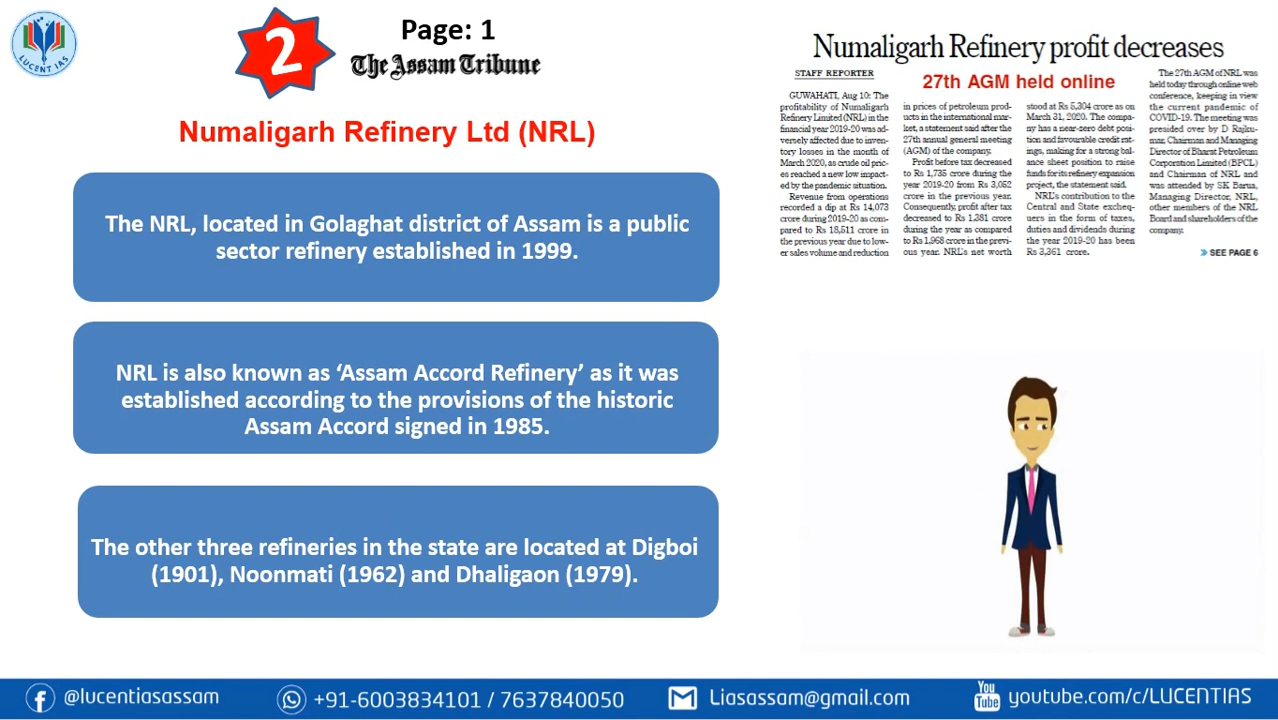 LUCENT IAS
2
Page: 1
The Assam Tribune
Numaligarh Refinery Ltd (NRL)
The NRL, located in Golaghat district of Assam is a public
sector refinery established in 1999.
NRL is also known as ‘Assam Accord Refinery’ as it was
established according to the provisions of the historic
Assam Accord signed in 1985.
The other three refineries in the state are located at Digboi
(1901), Noonmati (1962) and Dhaligaon (1979).
Numaligarh Refinery profit decreases
STAFF REPORTER
27th AGM held online
GUWAHATI, Aug 10: The
profitability of Numaligarh
Refinery Limited (NRL) in the
financial year 2019-20 was ad-
versely affected due to inven-
tory losses in the month of
March 2020, as crude oil pric-
es reached a new low impact-
ed by the pandemic situation.
Revenue from operations
recorded a dip at Rs 14,073
crore during 2019-20 as com-
pared to Rs 18,511 crore in
the previous year due to low-
er sales volume and reduction
in prices of petroleum prod-
ucts in the international mar-
ket, a statement said after the
27th annual general meeting
(AGM) of the company.
Profit before tax decreased
to Rs 1,735 crore during the
year 2019-20 from Rs 3,052
crore in the previous year.
Consequently, profit after tax
decreased to Rs 1,381 crore
during the year as compared
to Rs 1,968 crore in the previ-
ous year. NRL's net worth
stood at Rs 5,304 crore as on
March 31, 2020. The compa-
ny has a near-zero debt posi-
tion and favourable credit rat-
ings, making for a strong bal-
ance sheet position to raise
funds for its refinery expansion
project, the statement said.
NRL's contribution to the
Central and State excheq-
uers in the form of taxes,
duties and dividends during
the year 2019-20 has been
Rs 3,361 crore.
The 27th AGM of NRL was
held today through online web
conference, keeping in view
the current pandemic of
COVID-19. The meeting was
presided over by D Rajku-
mar, Chairman and Managing
Director of Bharat Petroleum
Corporation Limited (BPCL)
and Chairman of NRL and
was attended by SK Barua,
Managing Director, NRL,
other members of the NRL
Board and shareholders of the
company.
SEE PAGE 6
@lucentiasassam
+91-6003834101 / 7637840050
Liasassam@gmail.com
You
Tube
youtube.com/c/LUCENTIAS